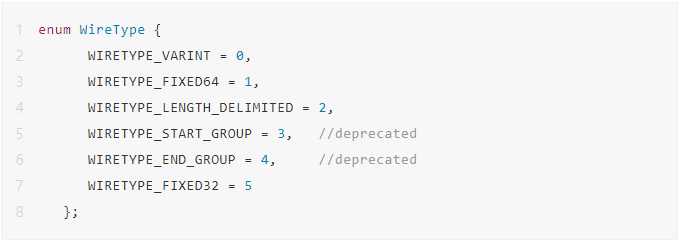 1 enum WireType {
2 WIRETYPE_VARINT = 0,
3 WIRETYPE_FIXED64 = 1,
4 WIRETYPE_LENGTH_DELIMITED = 2,
5 WIRETYPE_START_GROUP = 3, //deprecated
6 WIRETYPE_END_GROUP = 4, //deprecated
7 WIRETYPE_FIXED32 = 5
8 };